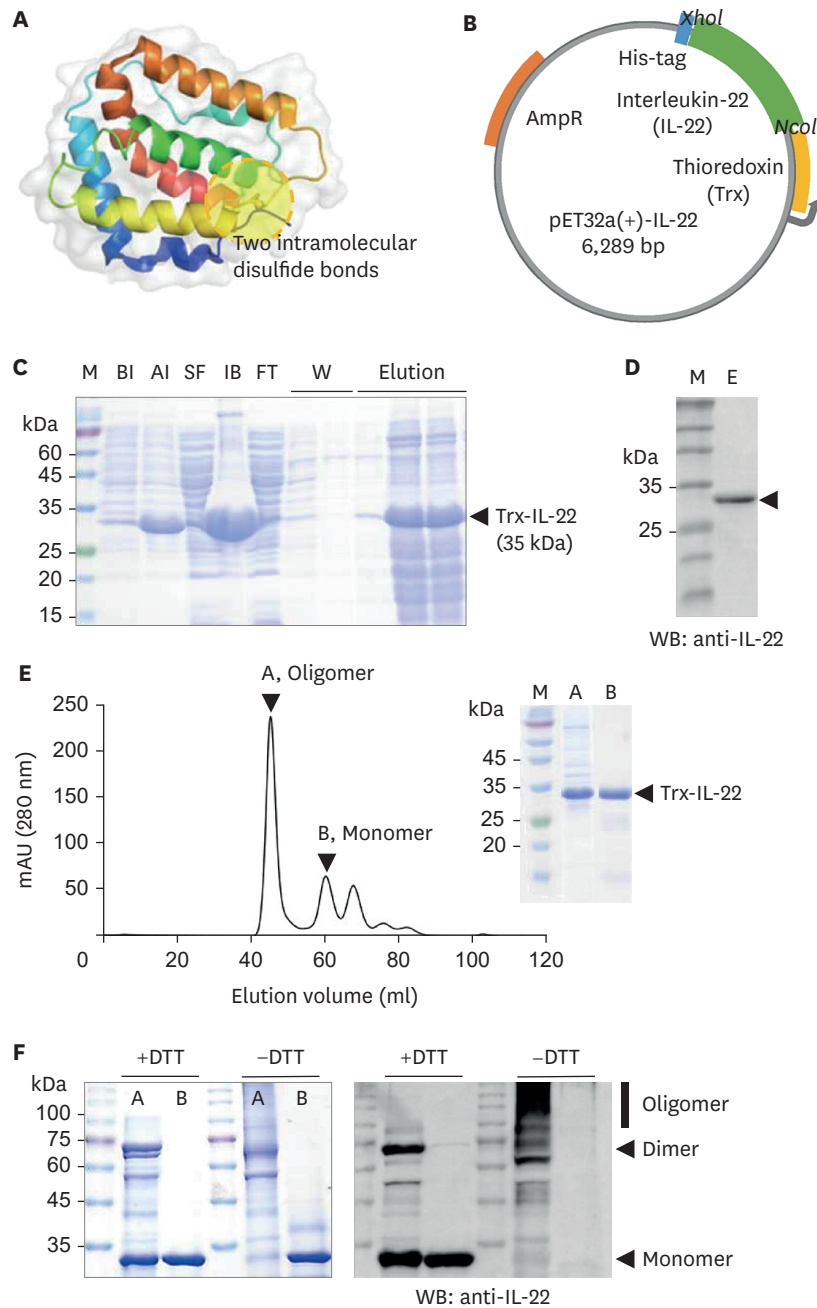 A
Two intramolecular
disulfide bonds
B
XhoI
His-tag
Interleukin-22
(IL-22)
AmpR
NcoI
Thioredoxin
(Trx)
pET32a(+)-IL-22
6,289 bp
C
M BI AI SF IB FT W Elution
kDa
60
45
35
25
20
15
Trx-IL-22
(35 kDa)
D
M E
kDa
35
25
WB: anti-IL-22
E
A, Oligomer
B, Monomer
mAU (280 nm)
250
200
150
100
50
0 20 40 60 80 100 120
Elution volume (ml)
M A B
kDa
45
35
25
20
Trx-IL-22
F
+DTT −DTT +DTT −DTT
kDa
A B A B
100
75
60
45
35
Oligomer
Dimer
Monomer
WB: anti-IL-22